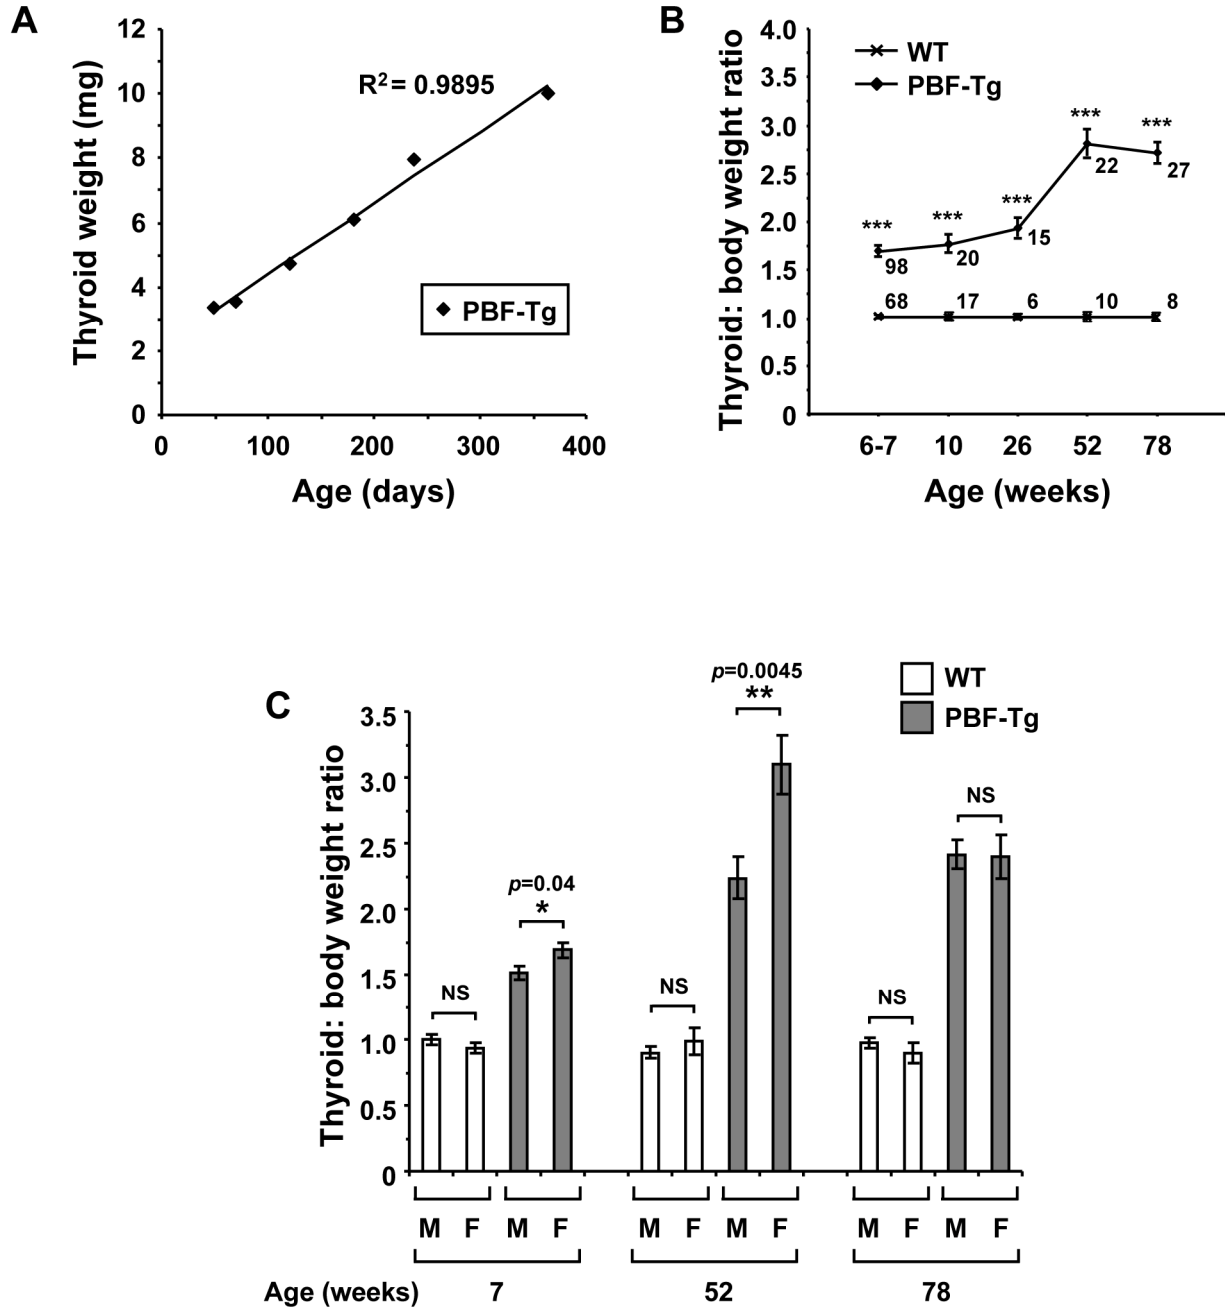 A
Thyroid weight (mg)
12
10
8
6
4
2
0
R² = 0.9895
PBF-Tg
0 100 200 300 400
Age (days)
B
Thyroid: body weight ratio
4.0
3.5
3.0
2.5
2.0
1.5
1.0
0.5
0
WT
PBF-Tg
*** *** *** *** ***
98 20 15 22 27
68 17 6 10 8
6-7 10 26 52 78
Age (weeks)
C
Thyroid: body weight ratio
3.5
3.0
2.5
2.0
1.5
1.0
0.5
0
WT
PBF-Tg
NS
p=0.04
*
NS
p=0.0045
**
NS
NS
M F M F M F M F M F M F
Age (weeks) 7 52 78